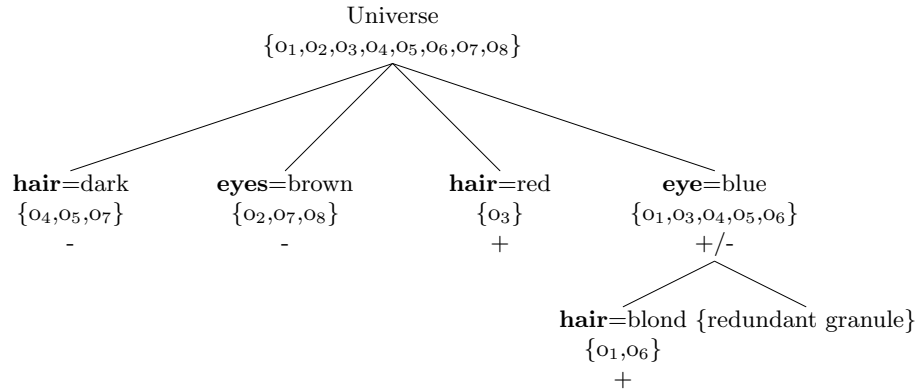 Universe
{o₁,o₂,o₃,o₄,o₅,o₆,o₇,o₈}
hair=dark eyes=brown hair=red eye=blue
{o₄,o₅,o₇} {o₂,o₇,o₈} {o₃} {o₁,o₃,o₄,o₅,o₆}
- - + +/-
hair=blond {redundant granule}
{o₁,o₆}
+